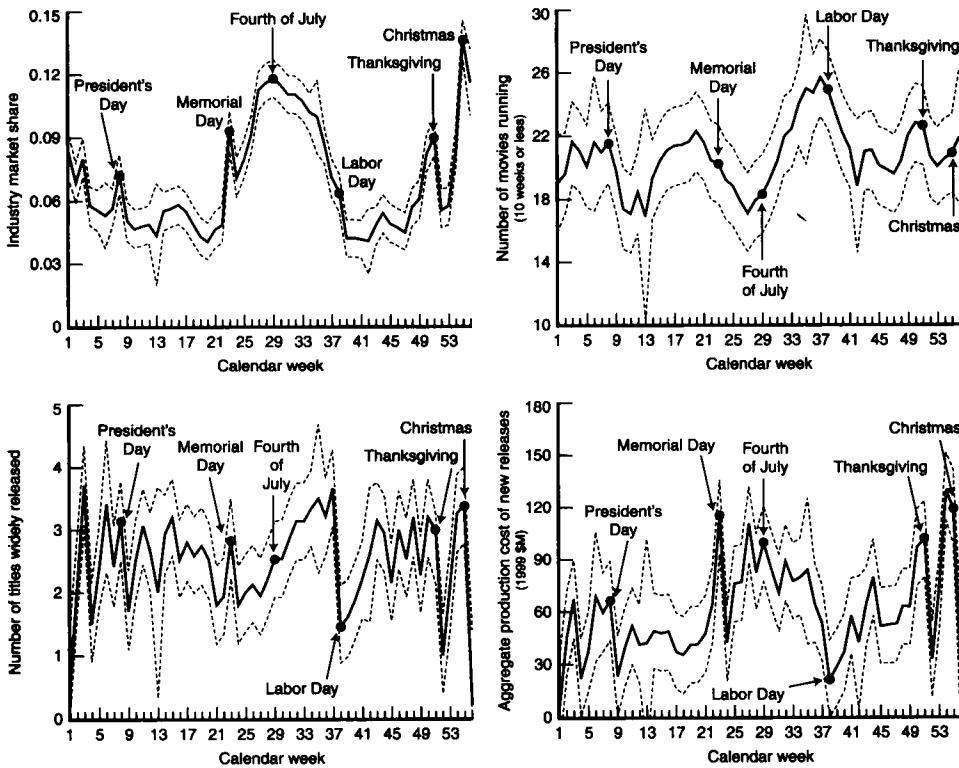 0.15
0.12
0.09
0.06
0.03
0
Industry market share
President's
Day
Memorial
Day
Fourth of July
Labor
Day
Thanksgiving
Christmas
1 5 9 13 17 21 25 29 33 37 41 45 49 53
Calendar week
30
26
22
18
14
10
Number of movies running
(10 weeks or less)
President's
Day
Memorial
Day
Fourth
of July
Labor Day
Thanksgiving
Christmas
1 5 9 13 17 21 25 29 33 37 41 45 49 53
Calendar week
5
4
3
2
1
0
Number of titles widely released
President's
Day
Memorial
Day
Fourth
of
July
Labor Day
Thanksgiving
Christmas
1 5 9 13 17 21 25 29 33 37 41 45 49 53
Calendar week
180
150
120
90
60
30
0
Aggregate production cost of new releases
(1999 $M)
President's
Day
Memorial Day
Fourth
of July
Labor Day
Thanksgiving
Christmas
1 5 9 13 17 21 25 29 33 37 41 45 49 53
Calendar week